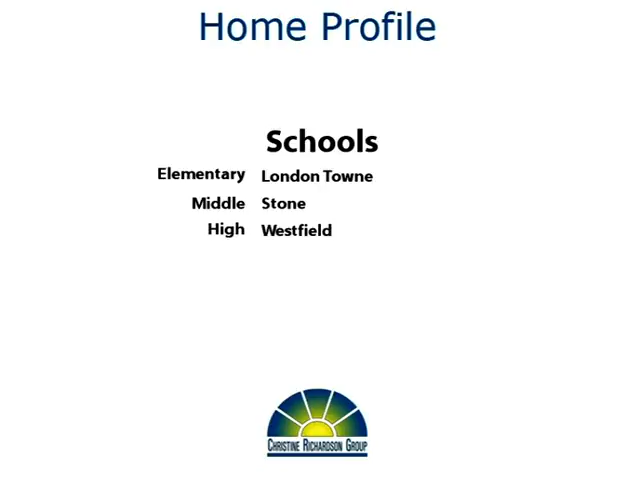 Home Profile
Schools
Elementary London Towne
Middle Stone
High Westfield
CHRISTINE RICHARDSON GROUP